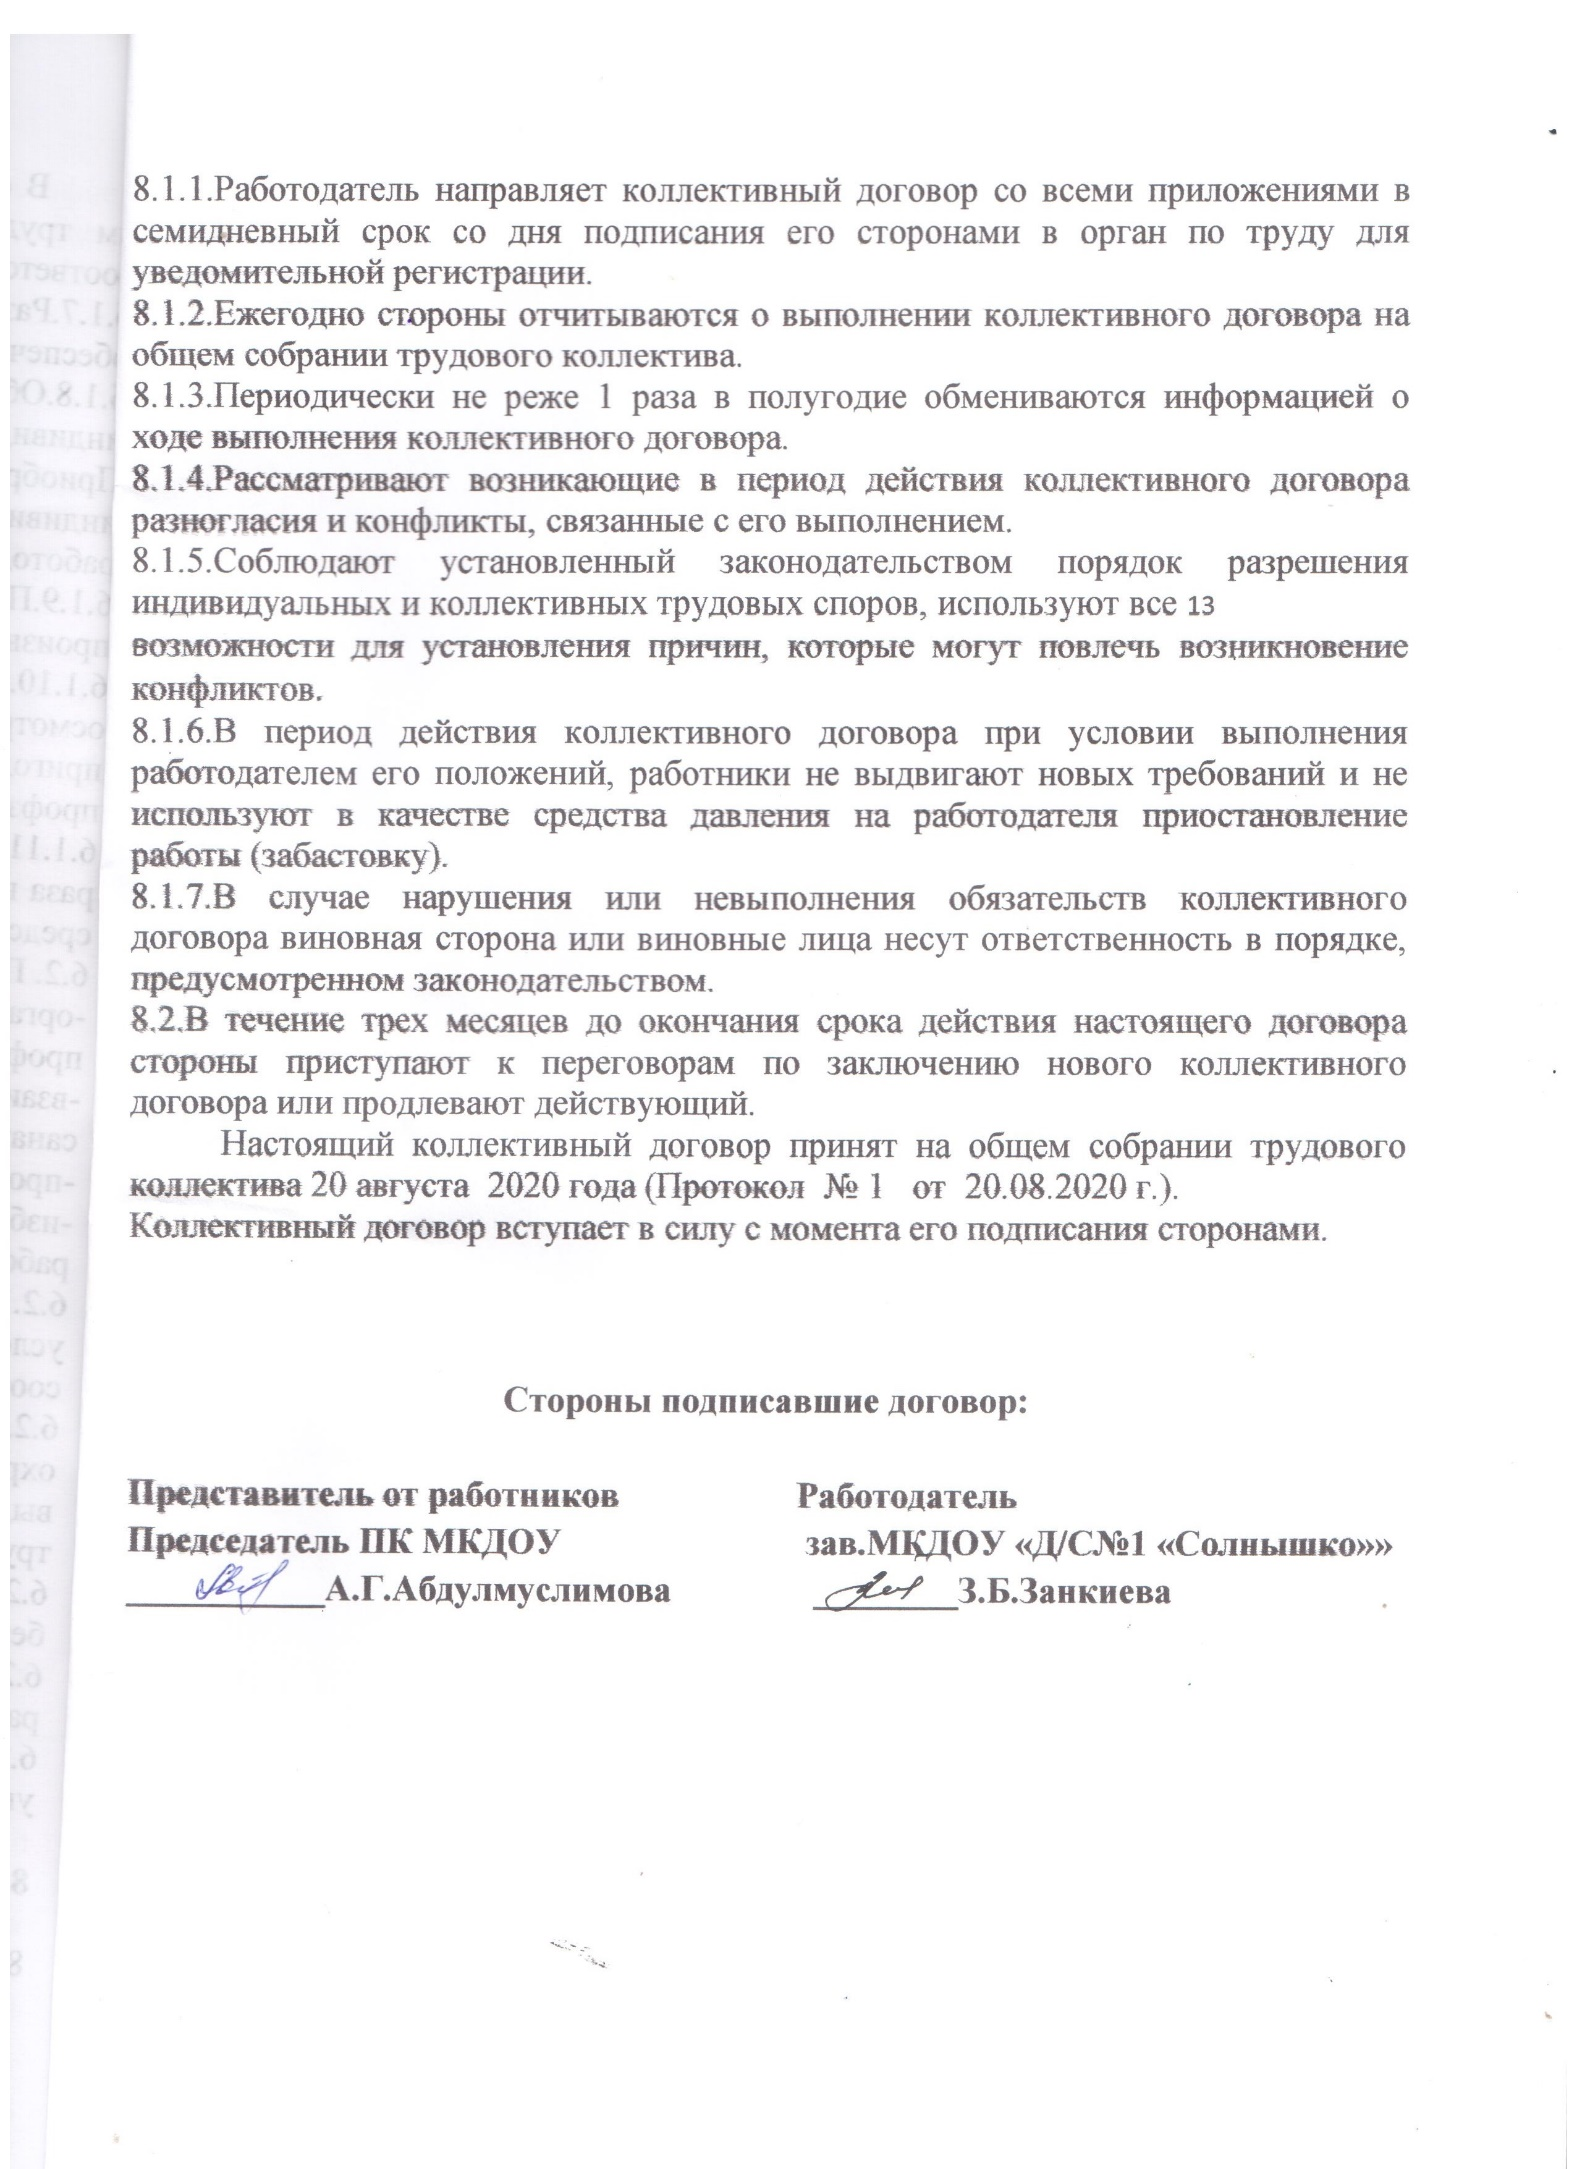 8.1.1.Работодатель направляет коллективный договор со всеми приложениями в
семидневный срок со дня подписания его сторонами в орган по труду для
уведомительной регистрации.
8.1.2.Ежегодно стороны отчитываются о выполнении коллективного договора на
общем собрании трудового коллектива.
8.1.3.Периодически не реже 1 раза в полугодие обмениваются информацией о
ходе выполнения коллективного договора.
8.1.4.Рассматривают возникающие в период действия коллективного договора
разногласия и конфликты, связанные с его выполнением.
8.1.5.Соблюдают установленный законодательством порядок разрешения
индивидуальных и коллективных трудовых споров, используют все 13
возможности для установления причин, которые могут повлечь возникновение
конфликтов.
8.1.6.В период действия коллективного договора при условии выполнения
работодателем его положений, работники не выдвигают новых требований и не
используют в качестве средства давления на работодателя приостановление
работы (забастовку).
8.1.7.В случае нарушения или невыполнения обязательств коллективного
договора виновная сторона или виновные лица несут ответственность в порядке,
предусмотренном законодательством.
8.2.В течение трех месяцев до окончания срока действия настоящего договора
стороны приступают к переговорам по заключению нового коллективного
договора или продлевают действующий.
Настоящий коллективный договор принят на общем собрании трудового
коллектива 20 августа 2020 года (Протокол № 1 от 20.08.2020 г.).
Коллективный договор вступает в силу с момента его подписания сторонами.
Стороны подписавшие договор:
Представитель от работников Работодатель
Председатель ПК МКДОУ зав.МКДОУ «Д/С№1 «Солнышко»»
___________А.Г.Абдулмуслимова ________З.Б.Занкиева